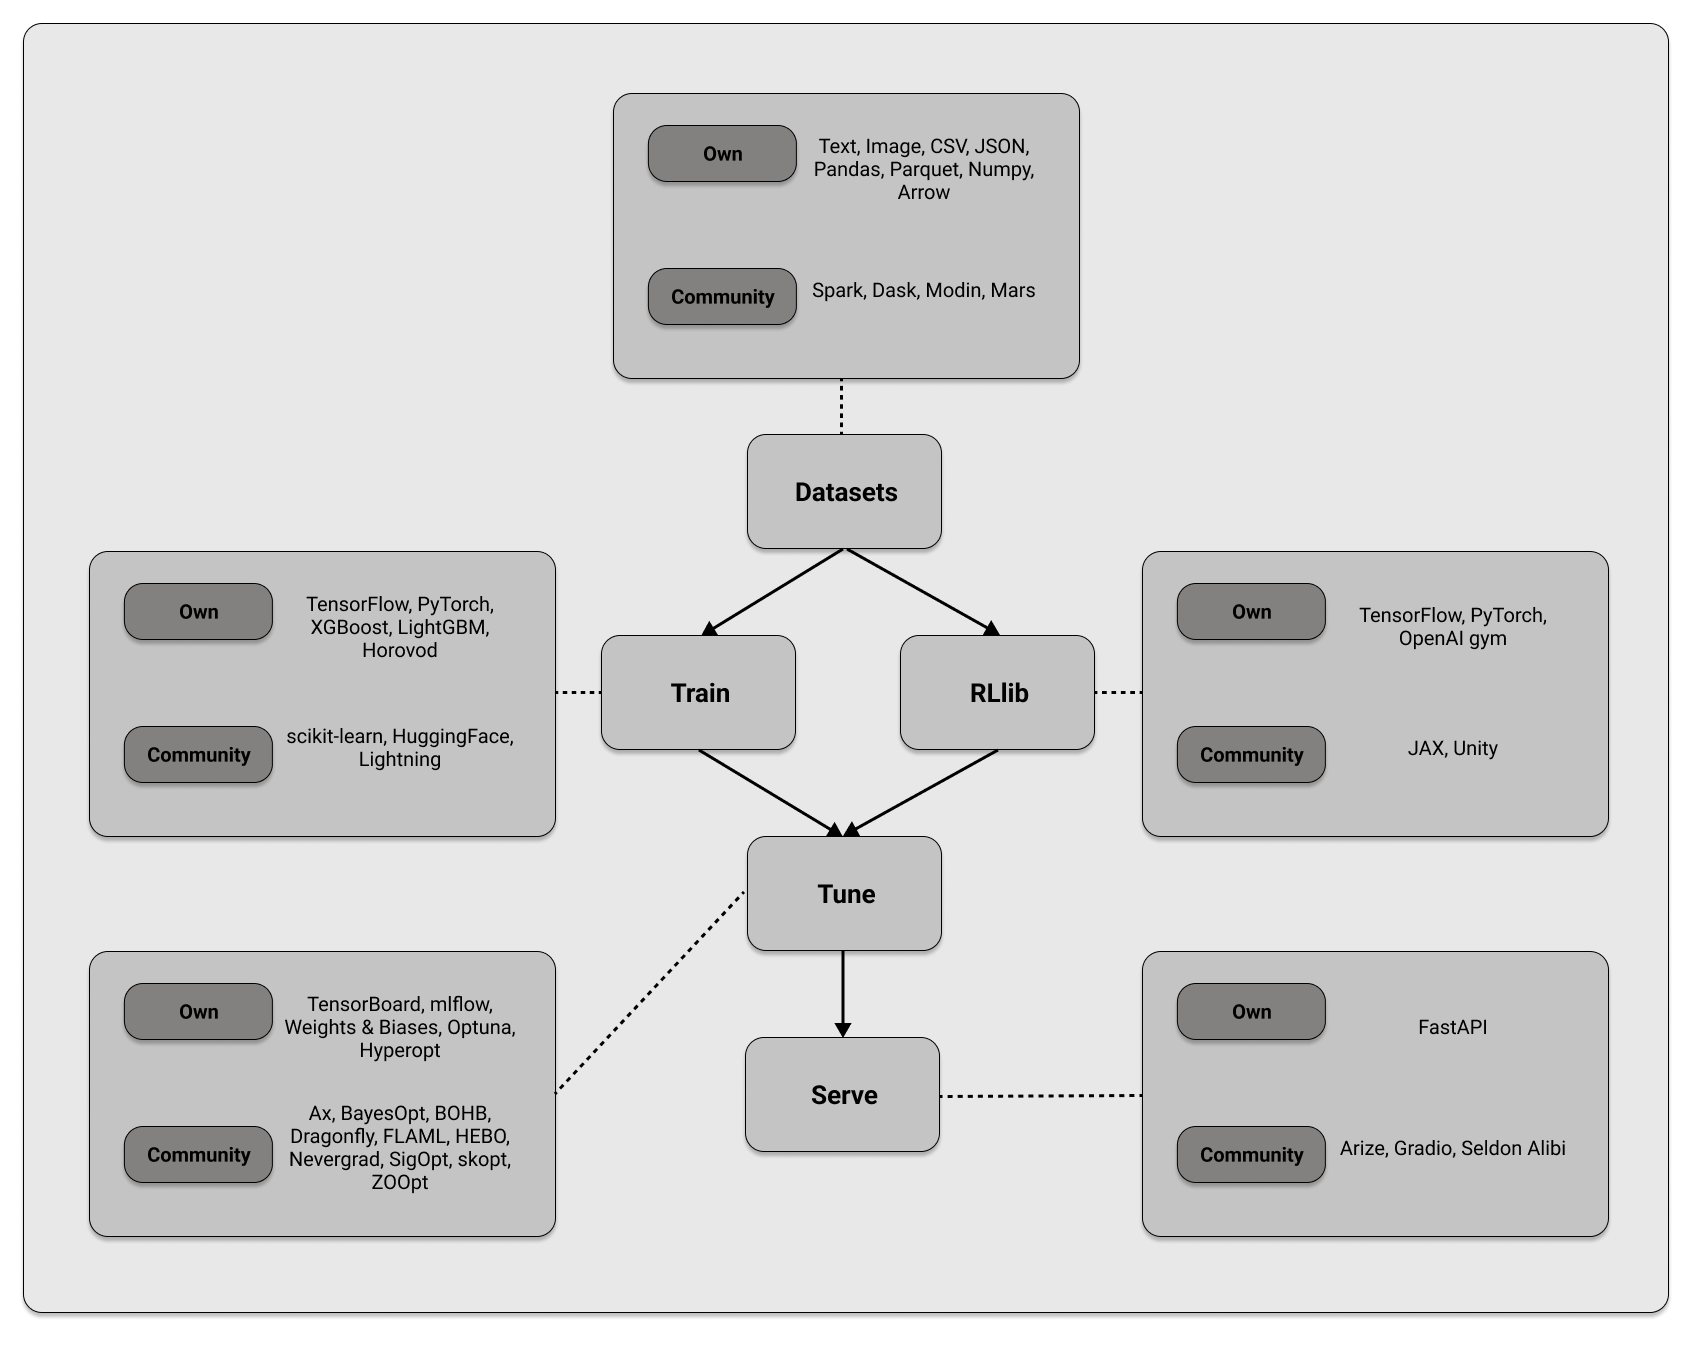 Own
Text, Image, CSV, JSON,
Pandas, Parquet, Numpy,
Arrow
Community
Spark, Dask, Modin, Mars
Datasets
Own
TensorFlow, PyTorch,
XGBoost, LightGBM,
Horovod
Community
scikit-learn, HuggingFace,
Lightning
Train
RLlib
Own
TensorFlow, PyTorch,
OpenAI gym
Community
JAX, Unity
Tune
Own
TensorBoard, mlflow,
Weights & Biases, Optuna,
Hyperopt
Community
Ax, BayesOpt, BOHB,
Dragonfly, FLAML, HEBO,
Nevergrad, SigOpt, skopt,
ZOOpt
Serve
Own
FastAPI
Community
Arize, Gradio, Seldon Alibi